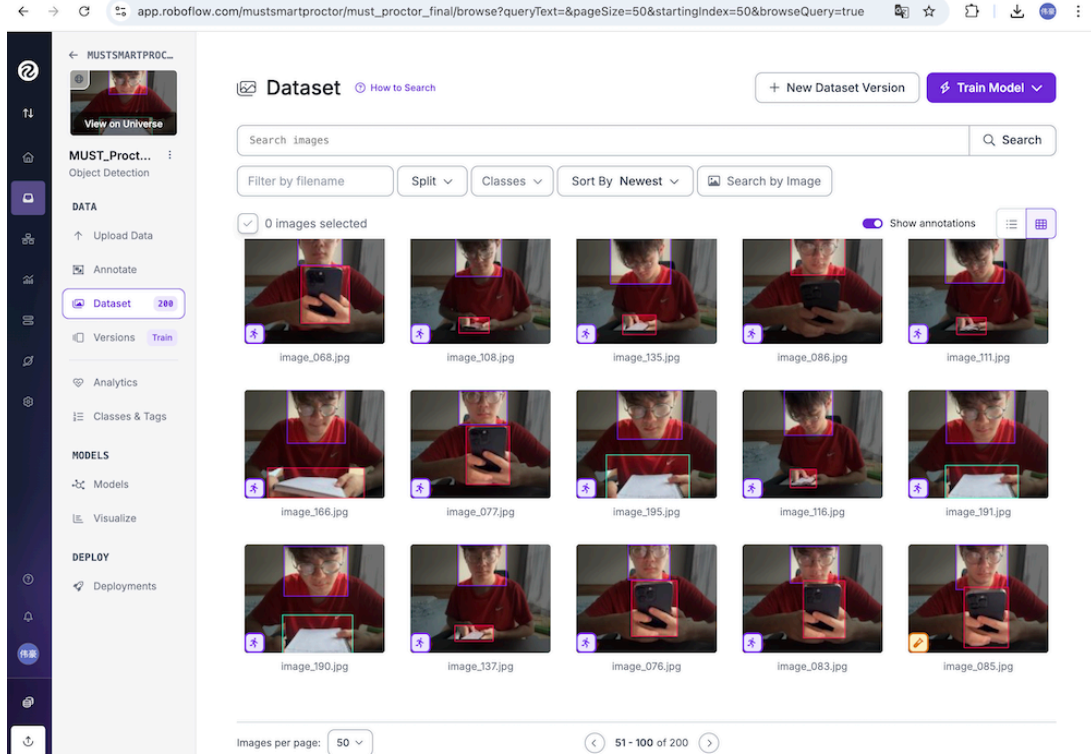 app.roboflow.com/mustsmartproctor/must_proctor_final/browse?queryText=&pageSize=50&startingIndex=50&browseQuery=true
伟豪
MUSTSMARTPROC...
View on Universe
MUST_Proct...
Object Detection
DATA
Upload Data
Annotate
Dataset 200
Versions Train
Analytics
Classes & Tags
MODELS
Models
Visualize
DEPLOY
Deployments
伟豪
Dataset How to Search
New Dataset Version Train Model
Search images Search
Filter by filename Split Classes Sort By Newest Search by Image
0 images selected Show annotations
image_068.jpg image_108.jpg image_135.jpg image_086.jpg image_111.jpg
image_166.jpg image_077.jpg image_195.jpg image_116.jpg image_191.jpg
image_190.jpg image_137.jpg image_076.jpg image_083.jpg image_085.jpg
Images per page: 50 51 - 100 of 200